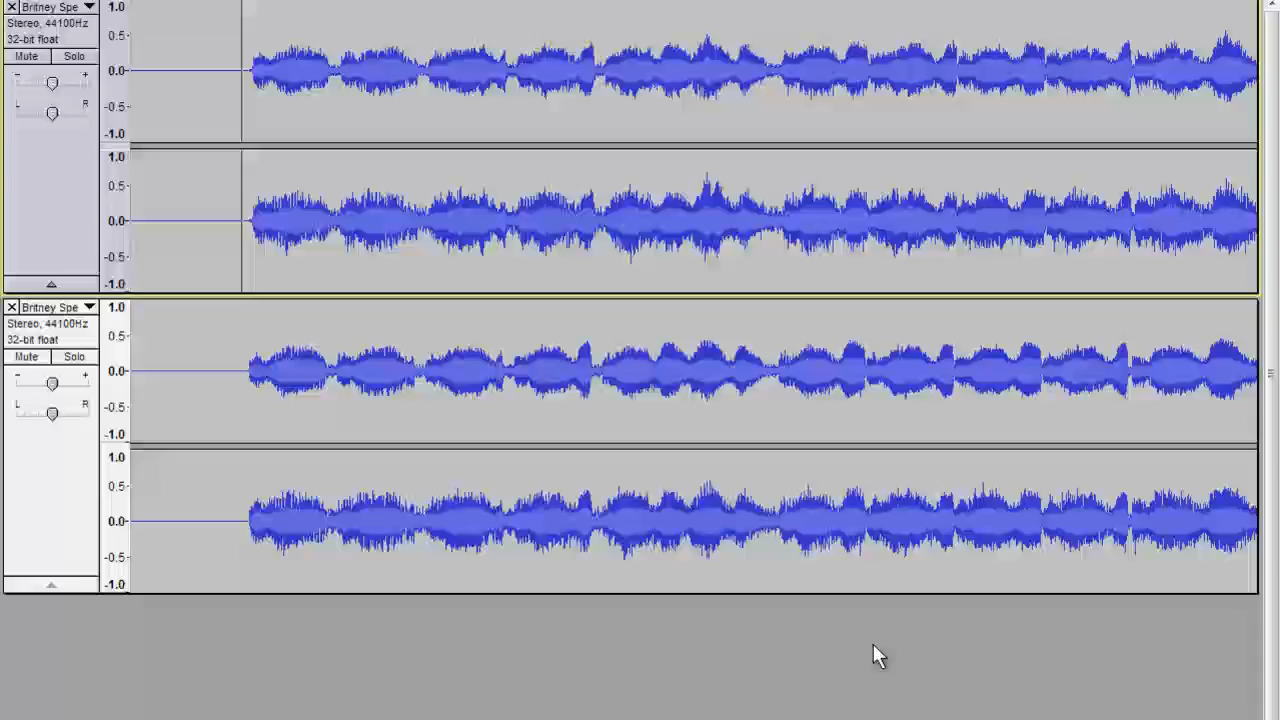 Britney Spe
Stereo, 44100Hz
32-bit float
Mute Solo
- +
L R
1.0
0.5-
0.0-
-0.5-
-1.0
1.0
0.5-
0.0-
-0.5-
-1.0
Britney Spe
Stereo, 44100Hz
32-bit float
Mute Solo
- +
L R
1.0
0.5-
0.0-
-0.5-
-1.0
1.0
0.5-
0.0-
-0.5-
-1.0